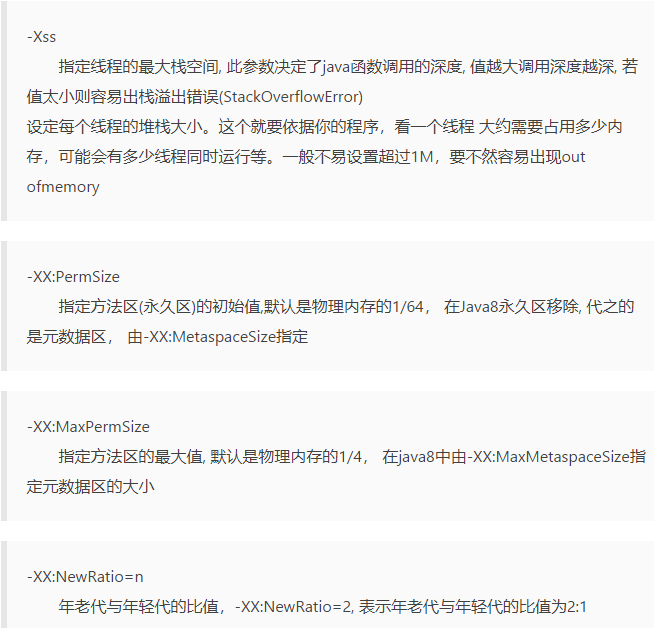 -Xss
指定线程的最大栈空间, 此参数决定了java函数调用的深度, 值越大调用深度越深, 若
值太小则容易出栈溢出错误(StackOverflowError)
设定每个线程的堆栈大小。这个就要依据你的程序，看一个线程 大约需要占用多少内
存，可能会有多少线程同时运行等。一般不易设置超过1M，要不然容易出现out
ofmemory
-XX:PermSize
指定方法区(永久区)的初始值,默认是物理内存的1/64， 在Java8永久区移除, 代之的
是元数据区， 由-XX:MetaspaceSize指定
-XX:MaxPermSize
指定方法区的最大值, 默认是物理内存的1/4， 在java8中由-XX:MaxMetaspaceSize指
定元数据区的大小
-XX:NewRatio=n
年老代与年轻代的比值，-XX:NewRatio=2, 表示年老代与年轻代的比值为2:1